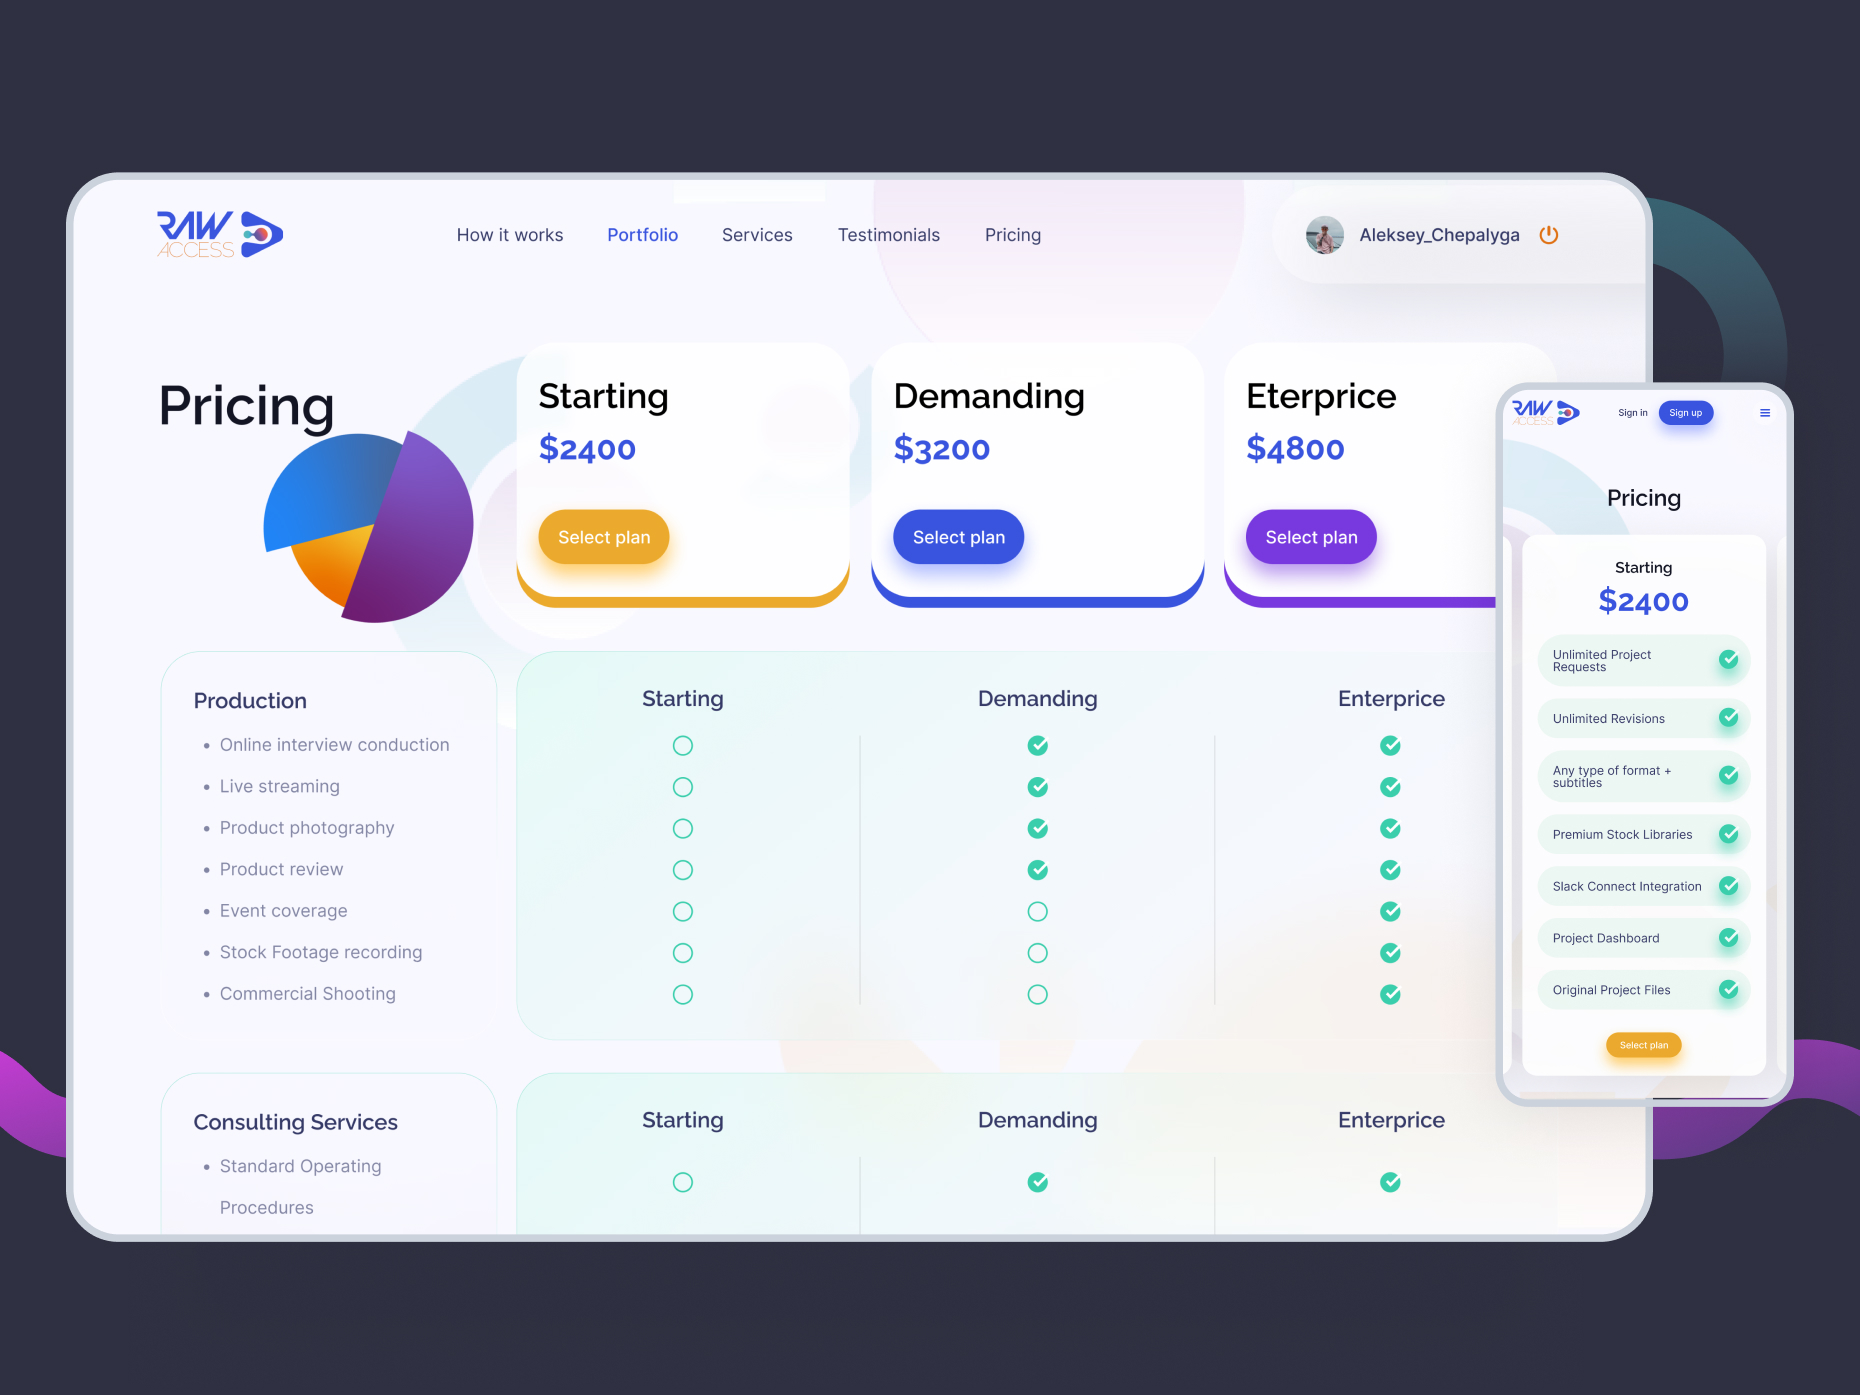 RAW
ACCESS
How it works
Portfolio
Services
Testimonials
Pricing
Aleksey_Chepalyga
Pricing
Starting
$2400
Select plan
Demanding
$3200
Select plan
Eterprice
$4800
Select plan
Production
Online interview conduction
Live streaming
Product photography
Product review
Event coverage
Stock Footage recording
Commercial Shooting
Starting
Demanding
Enterprice
Consulting Services
Standard Operating
Procedures
Starting
Demanding
Enterprice
RAW
ACCESS
Sign in
Sign up
Pricing
Starting
$2400
Unlimited Project
Requests
Unlimited Revisions
Any type of format +
subtitles
Premium Stock Libraries
Slack Connect Integration
Project Dashboard
Original Project Files
Select plan